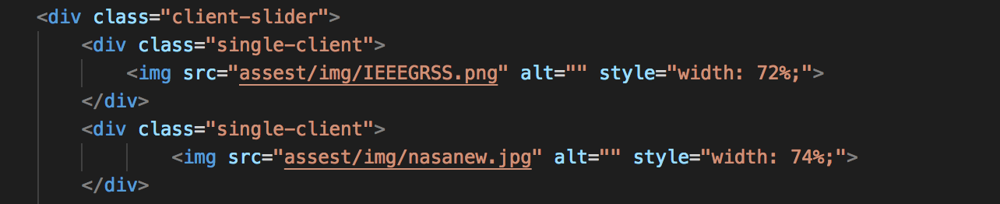 <div class="client-slider">
<div class="single-client">
<img src="assest/img/IEEEGRSS.png" alt="" style="width: 72%;">
</div>
<div class="single-client">
<img src="assest/img/nasanew.jpg" alt="" style="width: 74%;">
</div>